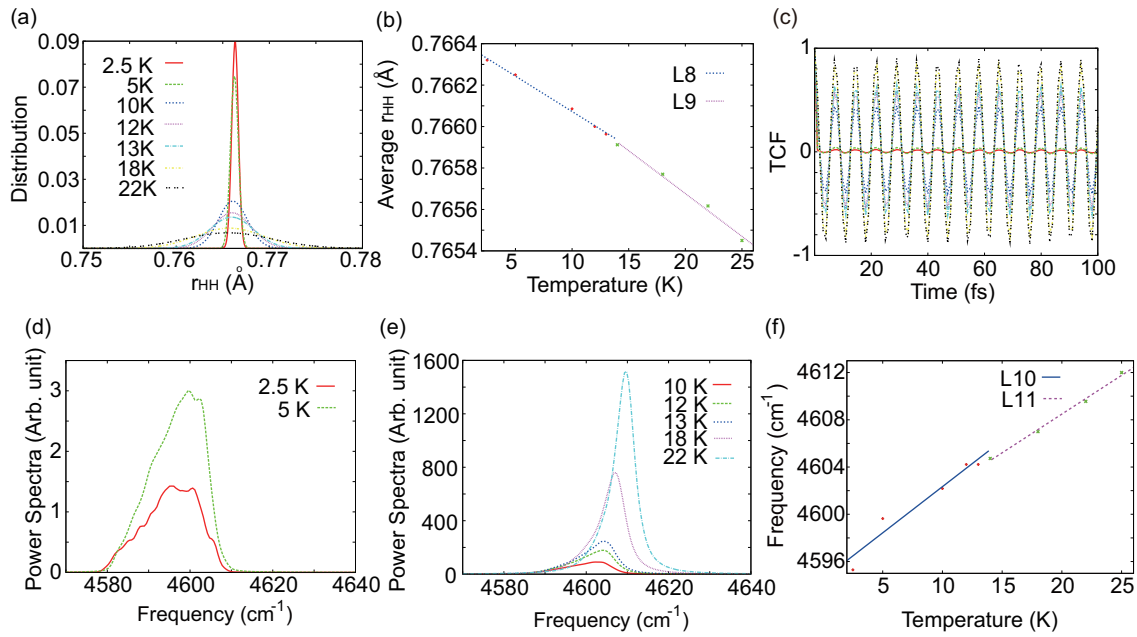 (a)
0.09
0.07
0.05
0.03
0.01
2.5 K
5K
10K
12K
13K
18K
22K
Distribution
0.75 0.76 0.77 0.78
rHH (Å)
(b)
0.7664
0.7662
0.7660
0.7658
0.7656
0.7654
L8
L9
Average rHH (Å)
5 10 15 20 25
Temperature (K)
(c)
1
0
-1
TCF
20 40 60 80 100
Time (fs)
(d)
3
2
1
0
2.5 K
5 K
Power Spectra (Arb. unit)
4580 4600 4620 4640
Frequency (cm-1)
(e)
1600
1200
800
400
0
10 K
12 K
13 K
18 K
22 K
Power Spectra (Arb. unit)
4580 4600 4620 4640
Frequency (cm-1)
(f)
4612
4608
4604
4600
4596
L10
L11
Frequency (cm-1)
5 10 15 20 25
Temperature (K)